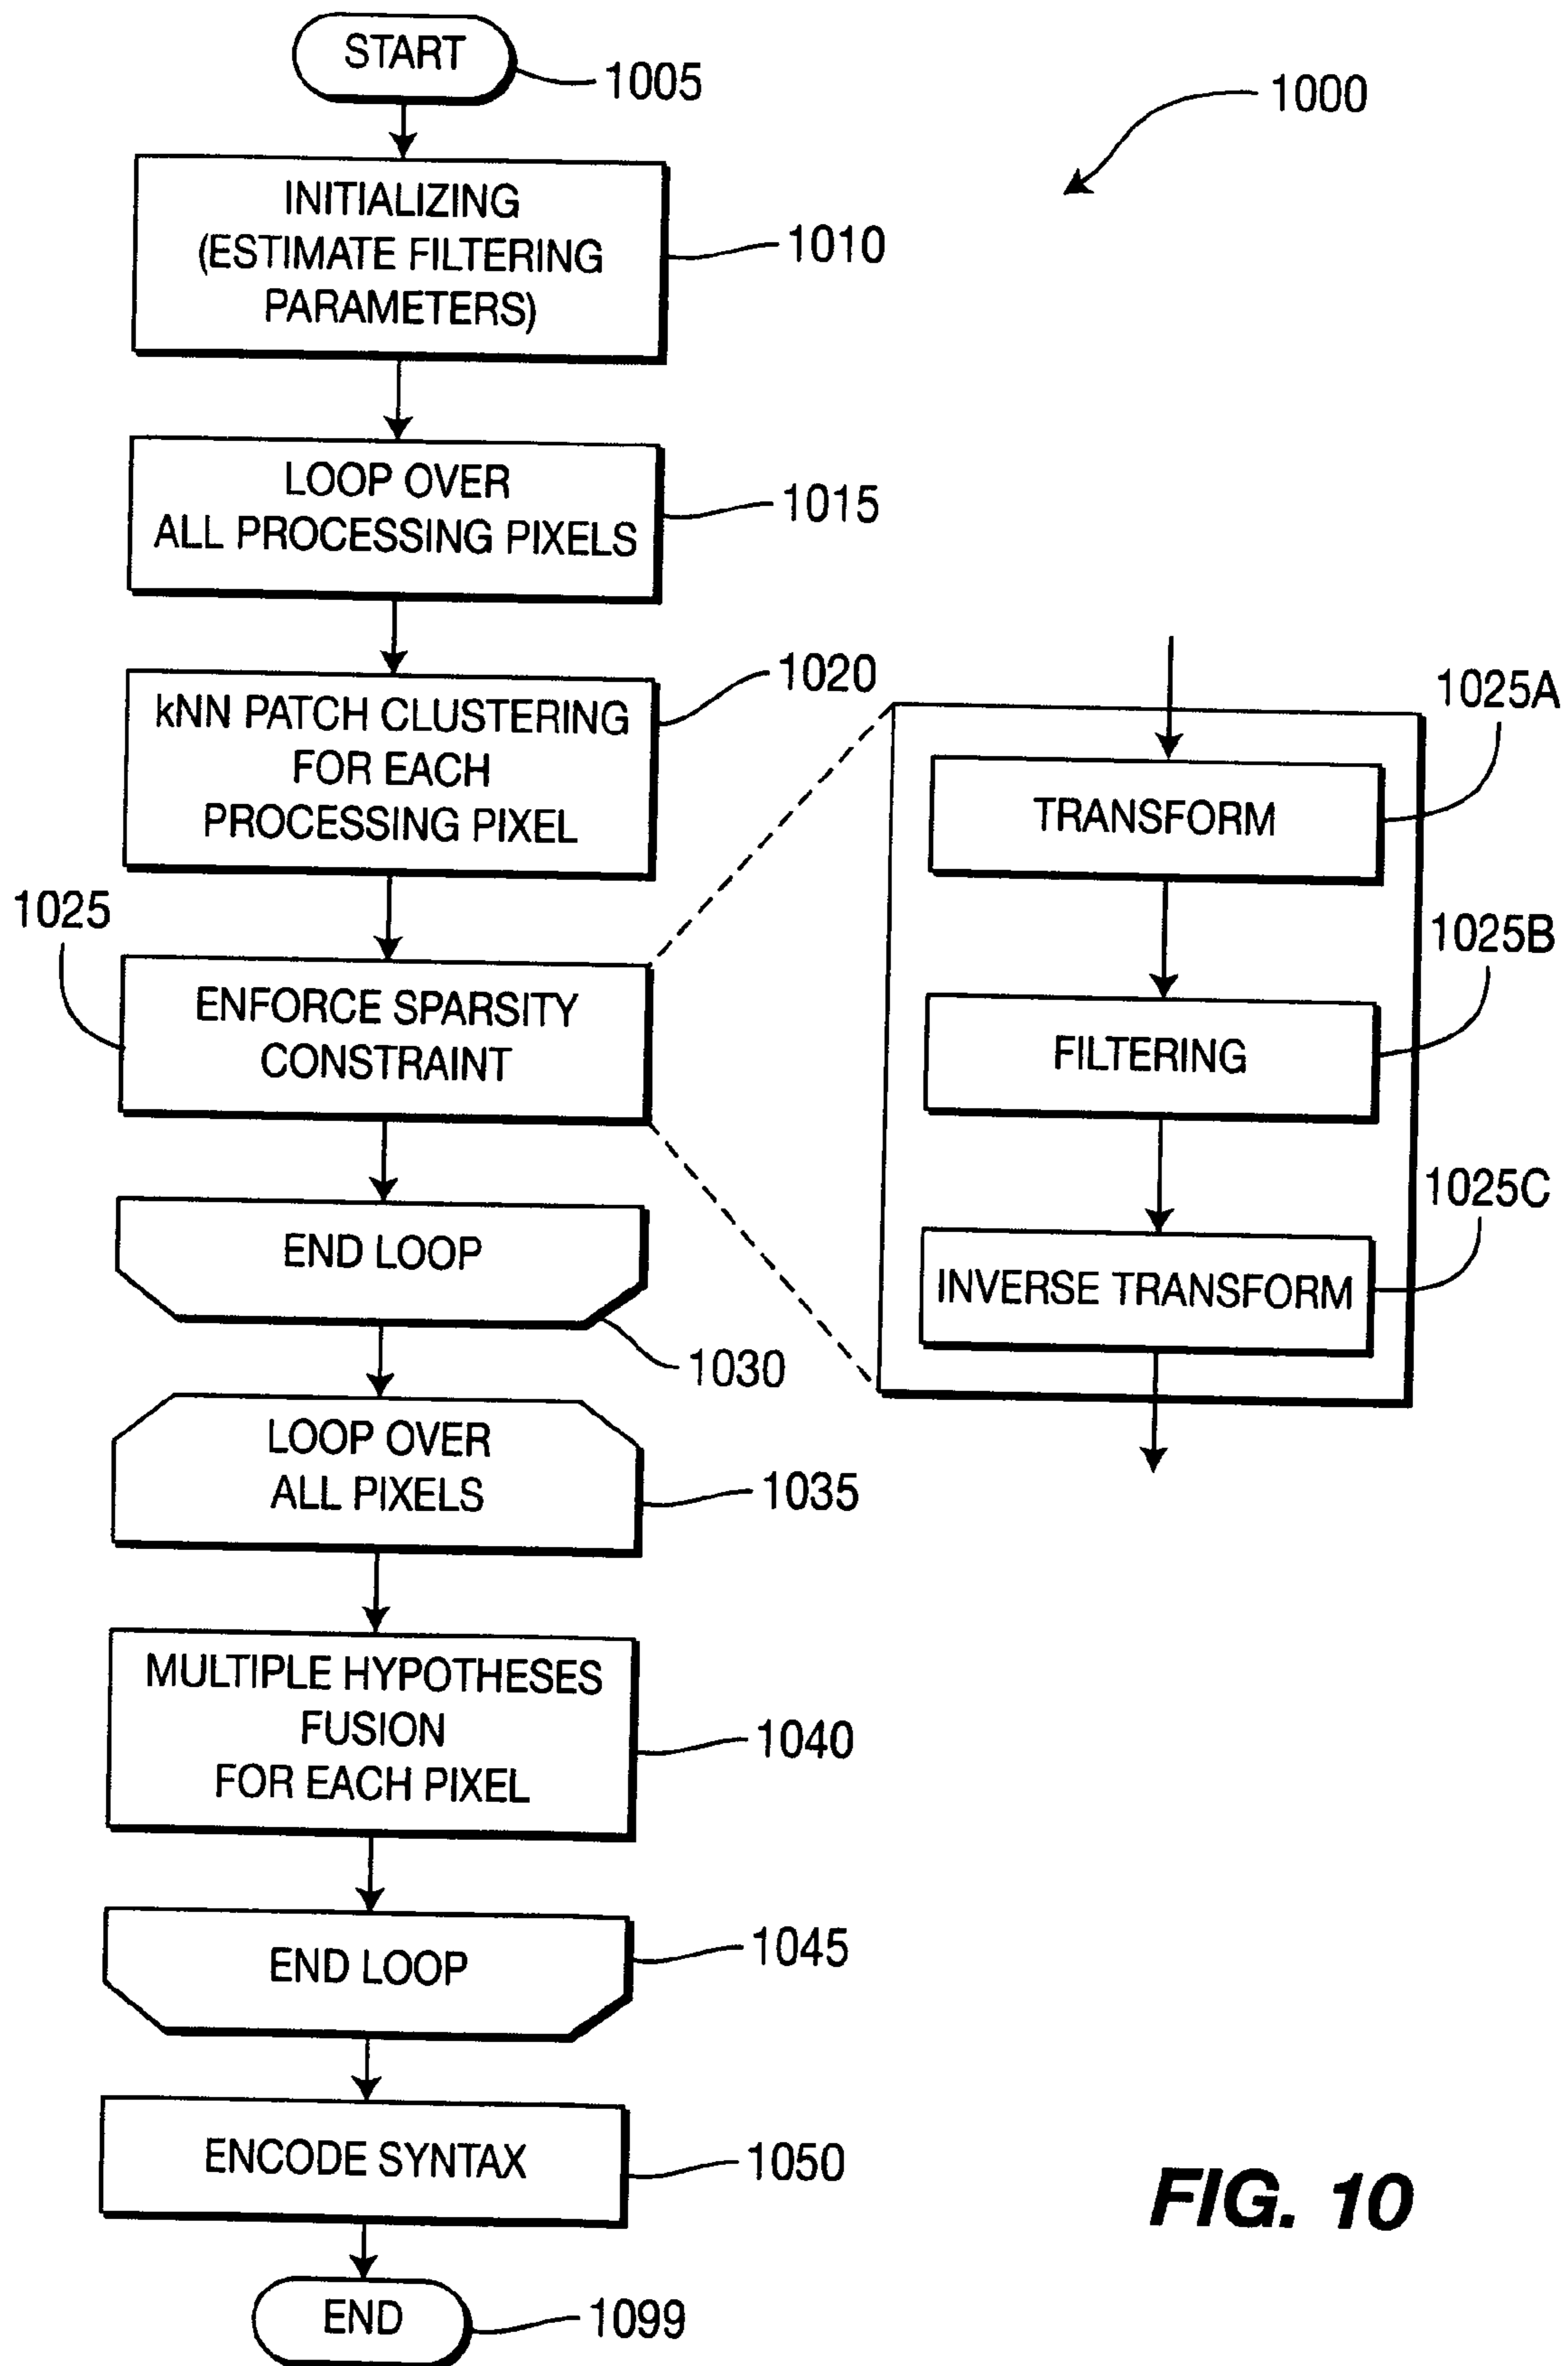 START
1005
1000
INITIALIZING
(ESTIMATE FILTERING
PARAMETERS)
1010
LOOP OVER
ALL PROCESSING PIXELS
1015
kNN PATCH CLUSTERING
FOR EACH
PROCESSING PIXEL
1020
1025
ENFORCE SPARSITY
CONSTRAINT
TRANSFORM
1025A
FILTERING
1025B
INVERSE TRANSFORM
1025C
END LOOP
1030
LOOP OVER
ALL PIXELS
1035
MULTIPLE HYPOTHESES
FUSION
FOR EACH PIXEL
1040
END LOOP
1045
ENCODE SYNTAX
1050
END
1099
FIG. 10